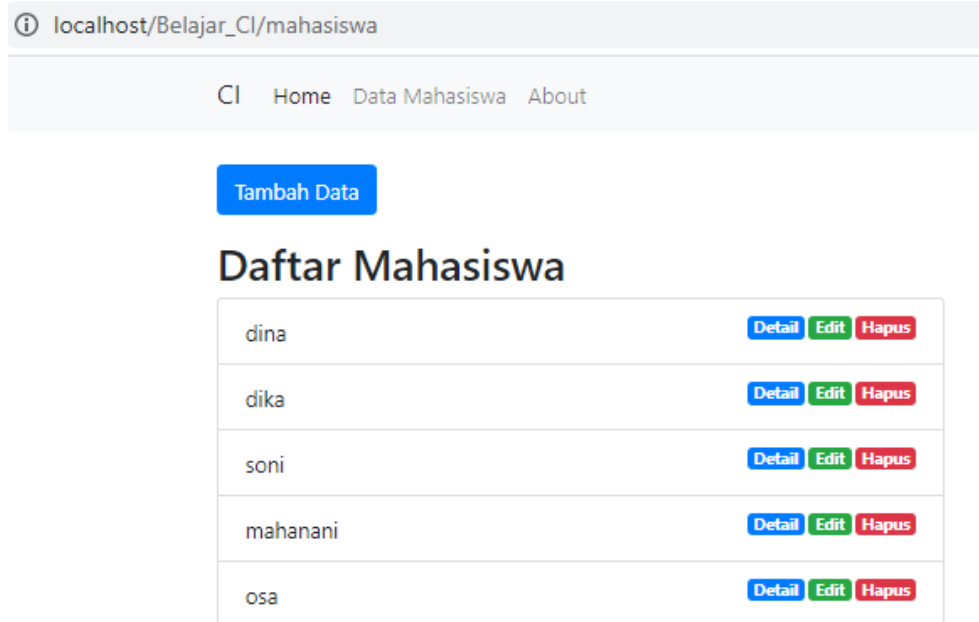 localhost/Belajar_CI/mahasiswa
CI Home Data Mahasiswa About
Tambah Data
Daftar Mahasiswa
dina Detail Edit Hapus
dika Detail Edit Hapus
soni Detail Edit Hapus
mahanani Detail Edit Hapus
osa Detail Edit Hapus